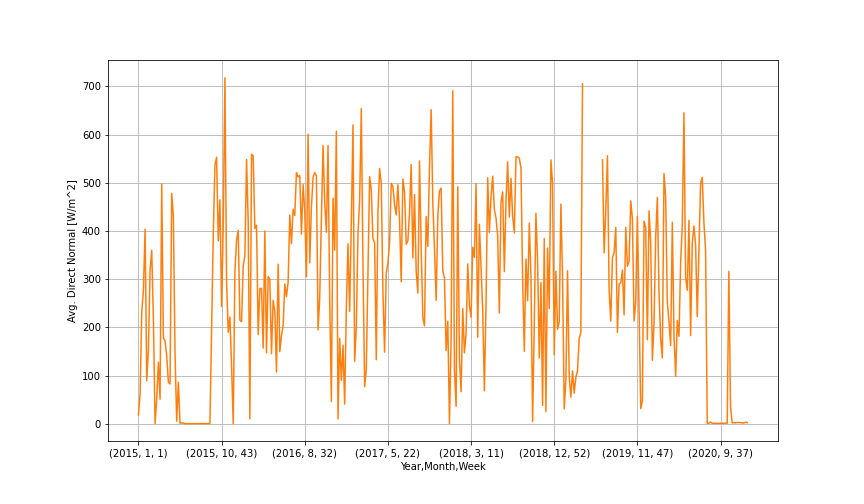 700
600
500
400
300
200
100
0
Avg. Direct Normal [W/m^2]
(2015, 1, 1) (2015, 10, 43) (2016, 8, 32) (2017, 5, 22) (2018, 3, 11) (2018, 12, 52) (2019, 11, 47) (2020, 9, 37)
Year,Month,Week